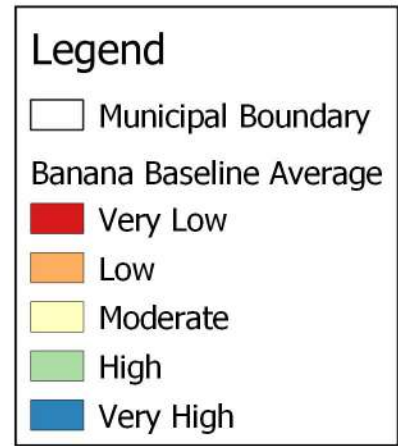 Legend
Municipal Boundary
Banana Baseline Average
Very Low
Low
Moderate
High
Very High